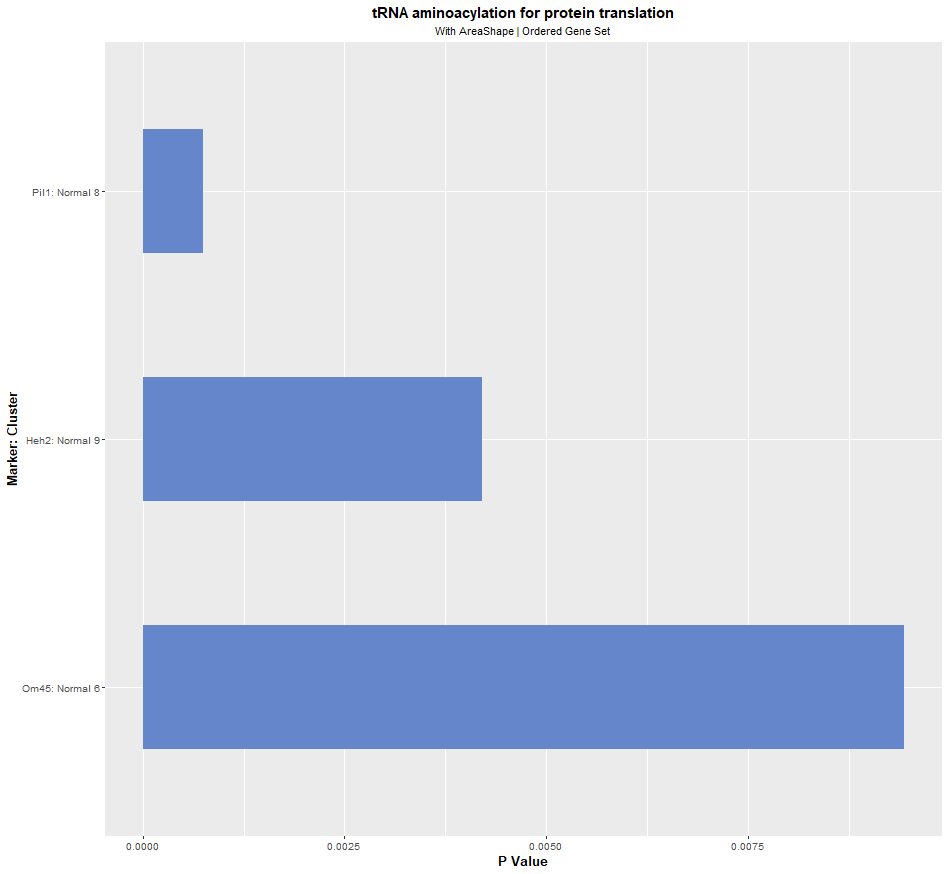 tRNA aminoacylation for protein translation
With AreaShape | Ordered Gene Set
Pil1: Normal 8
Heh2: Normal 9
Om45: Normal 6
Marker: Cluster
0.0000
0.0025
0.0050
0.0075
P Value